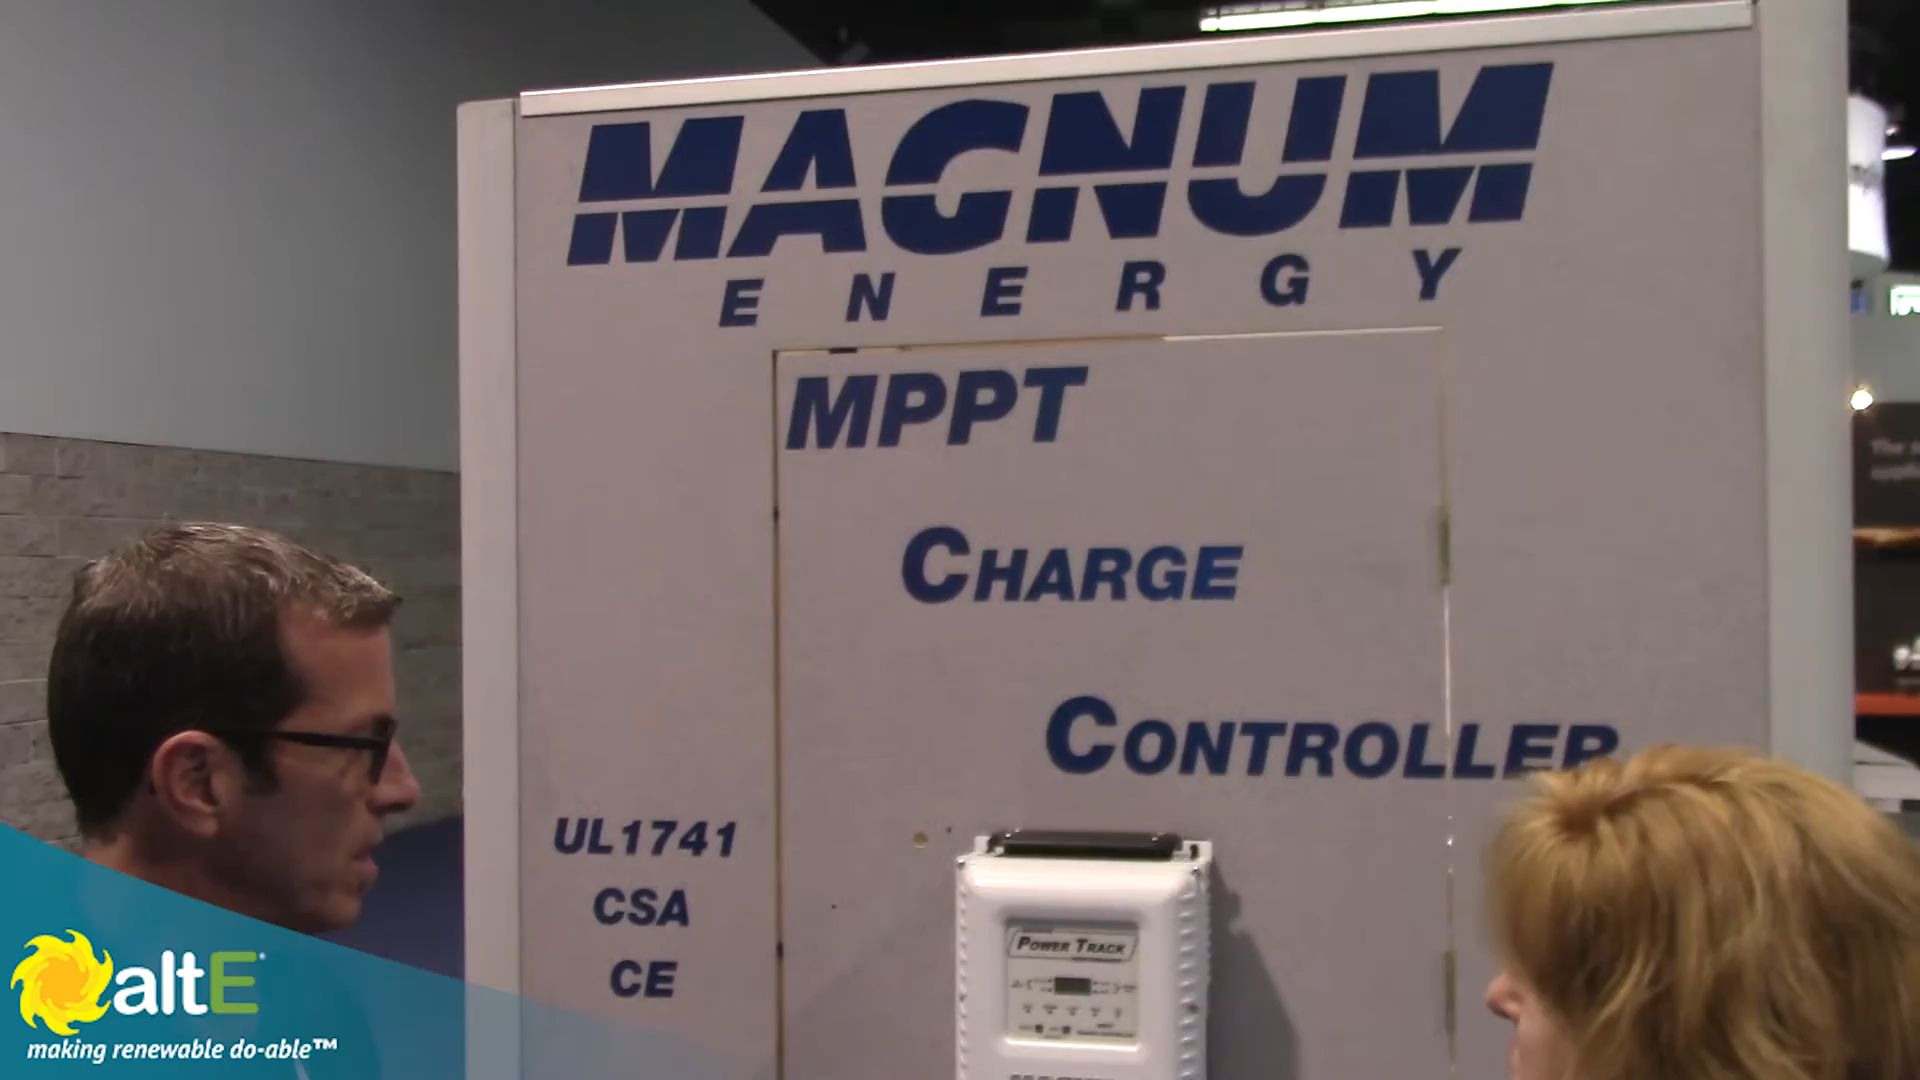 MAGNUM
ENERGY
MPPT
CHARGE
CONTROLLER
UL1741
CSA
CE
POWER TRACK
altE
making renewable do-able™